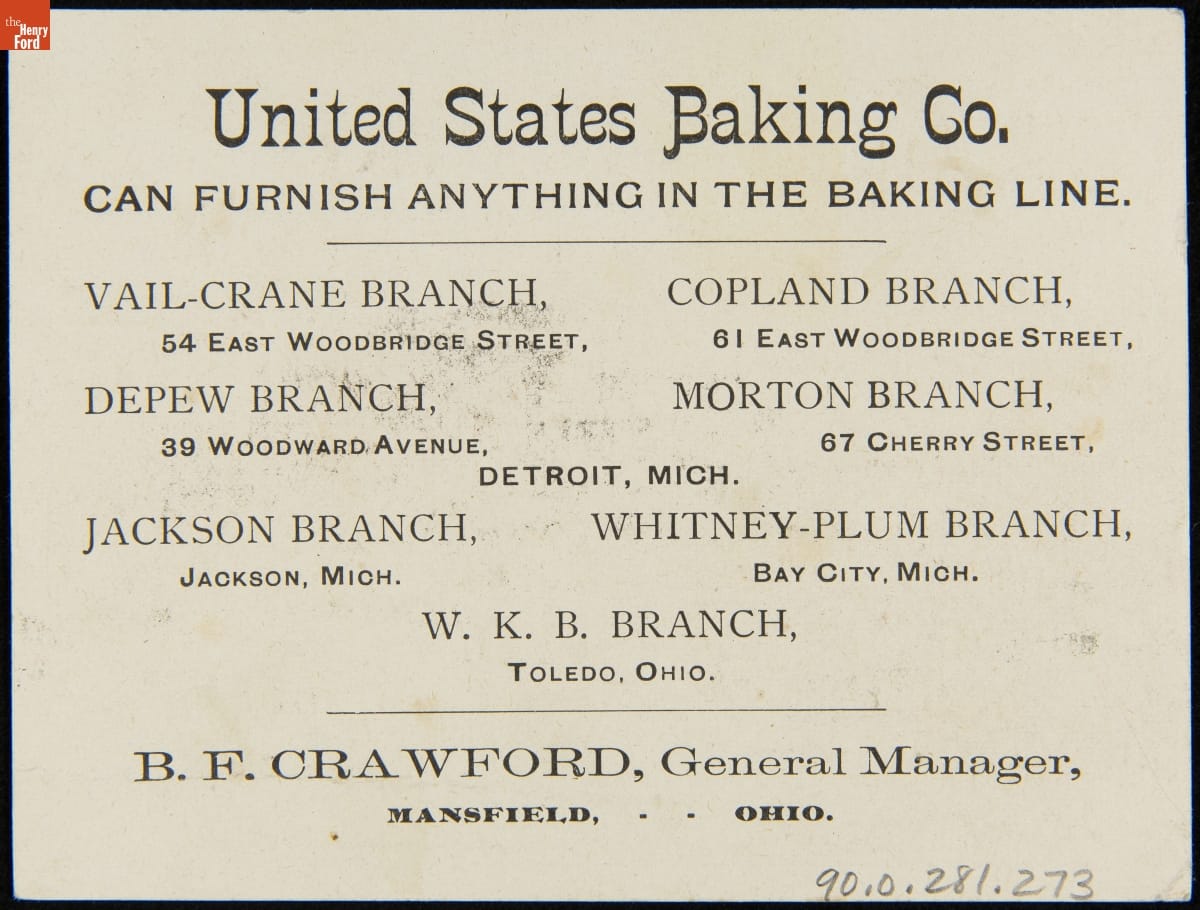 the
Henry
Ford
United States Baking Co.
CAN FURNISH ANYTHING IN THE BAKING LINE.
VAIL-CRANE BRANCH,
54 EAST WOODBRIDGE STREET,
COPLAND BRANCH,
61 EAST WOODBRIDGE STREET,
DEPEW BRANCH,
39 WOODWARD AVENUE,
MORTON BRANCH,
67 CHERRY STREET,
DETROIT, MICH.
JACKSON BRANCH,
JACKSON, MICH.
WHITNEY-PLUM BRANCH,
BAY CITY, MICH.
W. K. B. BRANCH,
TOLEDO, OHIO.
B. F. CRAWFORD, General Manager,
MANSFIELD, - - OHIO.
90.0.281.273